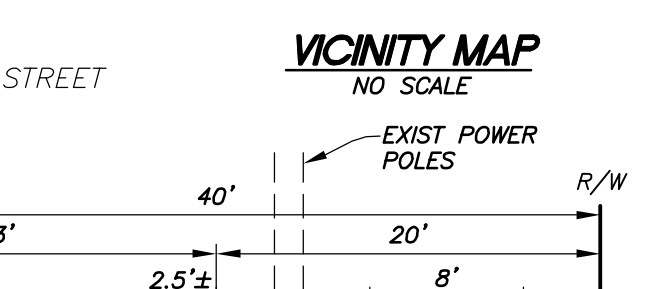 VICINITY MAP
STREET
NO SCALE
EXIST POWER
POLES
R/W
40'
20'
2.5'±
8'